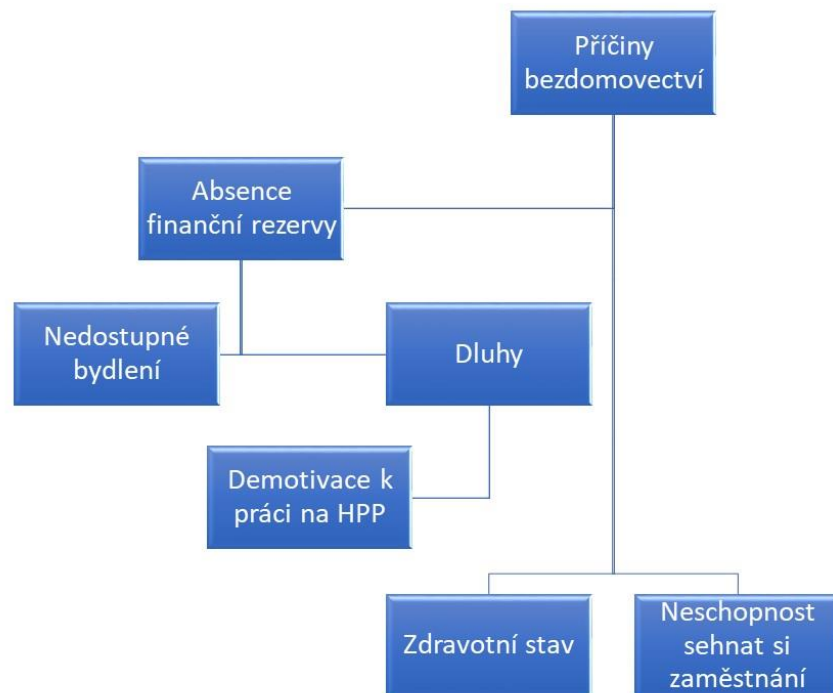 Příčiny
bezdomovectví
Absence
finanční rezervy
Nedostupné
bydlení
Dluhy
Demotivace k
práci na HPP
Zdravotní stav
Neschopnost
sehnat si
zaměstnání